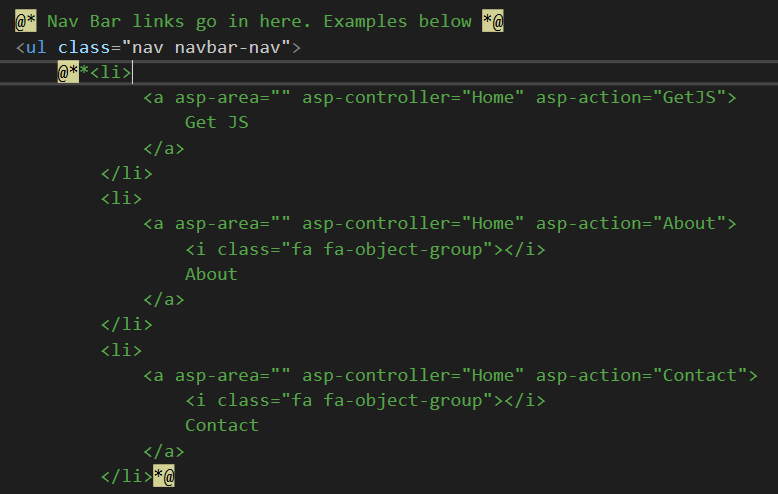 @* Nav Bar links go in here. Examples below *@
<ul class="nav navbar-nav">
@**<li>
<a asp-area="" asp-controller="Home" asp-action="GetJS">
Get JS
</a>
</li>
<li>
<a asp-area="" asp-controller="Home" asp-action="About">
<i class="fa fa-object-group"></i>
About
</a>
</li>
<li>
<a asp-area="" asp-controller="Home" asp-action="Contact">
<i class="fa fa-object-group"></i>
Contact
</a>
</li>*@